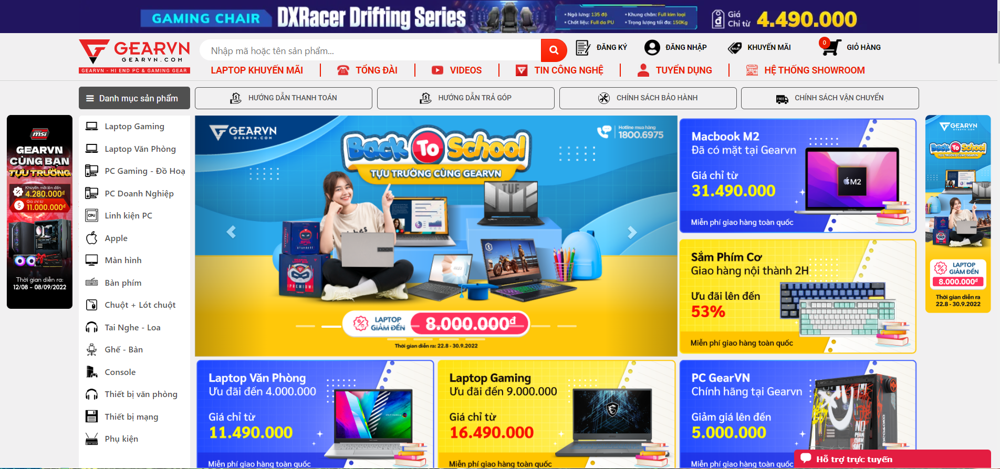 GAMING CHAIR
DXRacer Drifting Series
• Ngả lưng: 135 độ
• Khung chân: Full kim loại
• Chất liệu: Full da PU
• Trọng lượng tối đa: 150Kg
Giá
Chỉ từ
4.490.000
GEARVN
GEARVN.COM
GEARVN - HI END PC & GAMING GEAR
Nhập mã hoặc tên sản phẩm...
ĐĂNG KÝ
ĐĂNG NHẬP
SALE!
KHUYẾN MÃI
0
GIỎ HÀNG
LAPTOP KHUYẾN MÃI
TỔNG ĐÀI
VIDEOS
TIN CÔNG NGHỆ
TUYỂN DỤNG
HỆ THỐNG SHOWROOM
Danh mục sản phẩm
HƯỚNG DẪN THANH TOÁN
HƯỚNG DẪN TRẢ GÓP
CHÍNH SÁCH BẢO HÀNH
FREE
CHÍNH SÁCH VẬN CHUYỂN
msi
GEARVN
CÙNG BẠN
TỰU TRƯỜNG
Khuyến mãi lên đến
4.280.000đ
Giá chỉ từ
11.000.000đ
Thời gian diễn ra:
12/08 - 08/09/2022
Laptop Gaming
Laptop Văn Phòng
PC Gaming - Đồ Hoạ
PC Doanh Nghiệp
CPU
Linh kiện PC
Apple
Màn hình
Bàn phím
Chuột + Lót chuột
Tai Nghe - Loa
Ghế - Bàn
Console
Thiết bị văn phòng
Thiết bị mạng
Phụ kiện
GEARVN
GEARVN.COM
Hotline mua hàng
1800.6975
Back To School
TỰU TRƯỜNG CÙNG GEARVN
TUF
STANDARD
PREMIUM
LAPTOP
GIẢM ĐẾN
8.000.000đ
Thời gian diễn ra: 22.8 - 30.9.2022
Macbook M2
Đã có mặt tại Gearvn
Giá chỉ từ
31.490.000
M2
Miễn phí giao hàng toàn quốc
Sắm Phím Cơ
Giao hàng nội thành 2H
Ưu đãi lên đến
53%
Miễn phí giao hàng toàn quốc
GEARVN
GEARVN.COM
Back To School
TỰU TRƯỜNG CÙNG GEARVN
LAPTOP
GIẢM ĐẾN
8.000.000đ
Thời gian diễn ra
22.8 - 30.9.2022
Laptop Văn Phòng
Ưu đãi đến 4.000.000
Giá chỉ từ
11.490.000
Miễn phí giao hàng toàn quốc
Laptop Gaming
Ưu đãi đến 9.000.000
Giá chỉ từ
16.490.000
Miễn phí giao hàng toàn quốc
PC GearVN
Chính hãng tại Gearvn
Giảm giá lên đến
5.000.000
Miễn phí giao hàng toàn quốc
Hỗ trợ trực tuyến